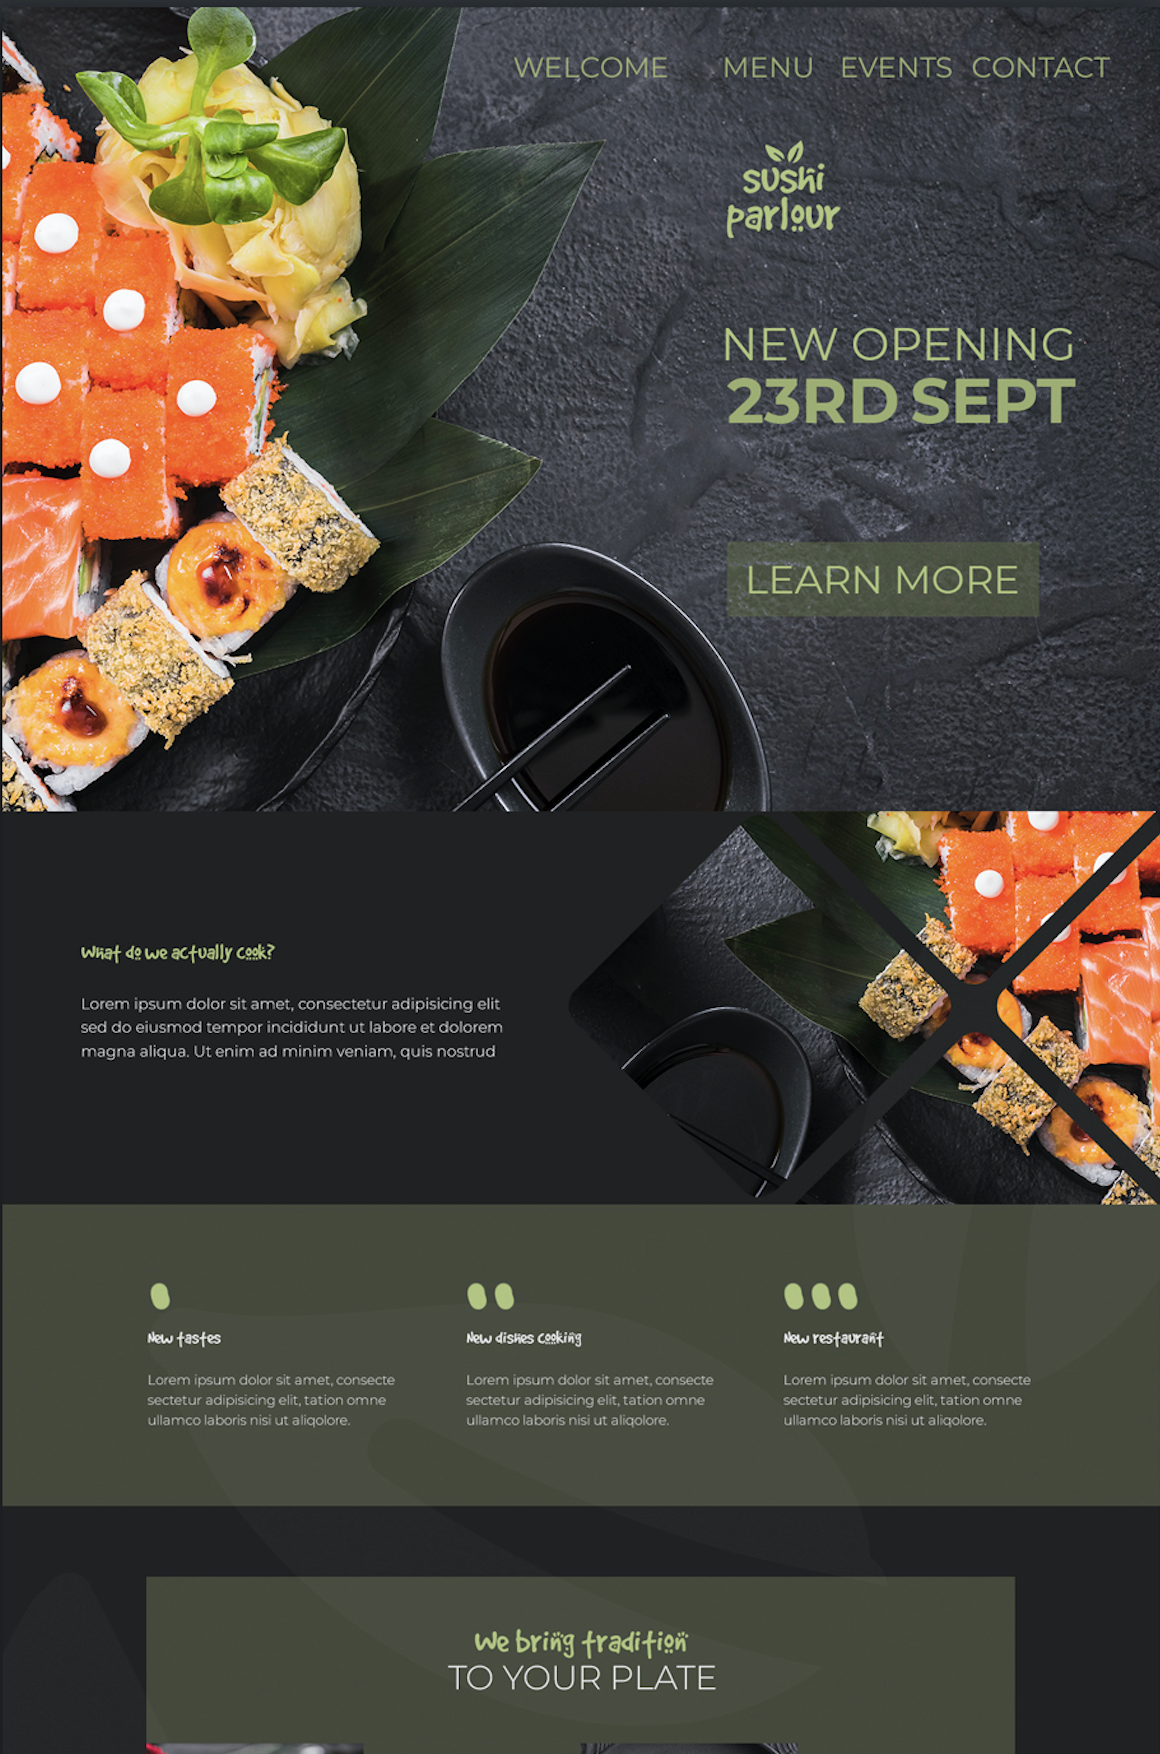 WELCOME MENU EVENTS CONTACT
sushi
parlour
NEW OPENING
23RD SEPT
LEARN MORE
What do we actually cook?
Lorem ipsum dolor sit amet, consectetur adipisicing elit
sed do eiusmod tempor incididunt ut labore et dolorem
magna aliqua. Ut enim ad minim veniam, quis nostrud
New tastes
Lorem ipsum dolor sit amet, consecte
sectetur adipisicing elit, tation omne
ullamco laboris nisi ut aliqolore.
New dishes cooking
Lorem ipsum dolor sit amet, consecte
sectetur adipisicing elit, tation omne
ullamco laboris nisi ut aliqolore.
New restaurant
Lorem ipsum dolor sit amet, consecte
sectetur adipisicing elit, tation omne
ullamco laboris nisi ut aliqolore.
We bring tradition
TO YOUR PLATE